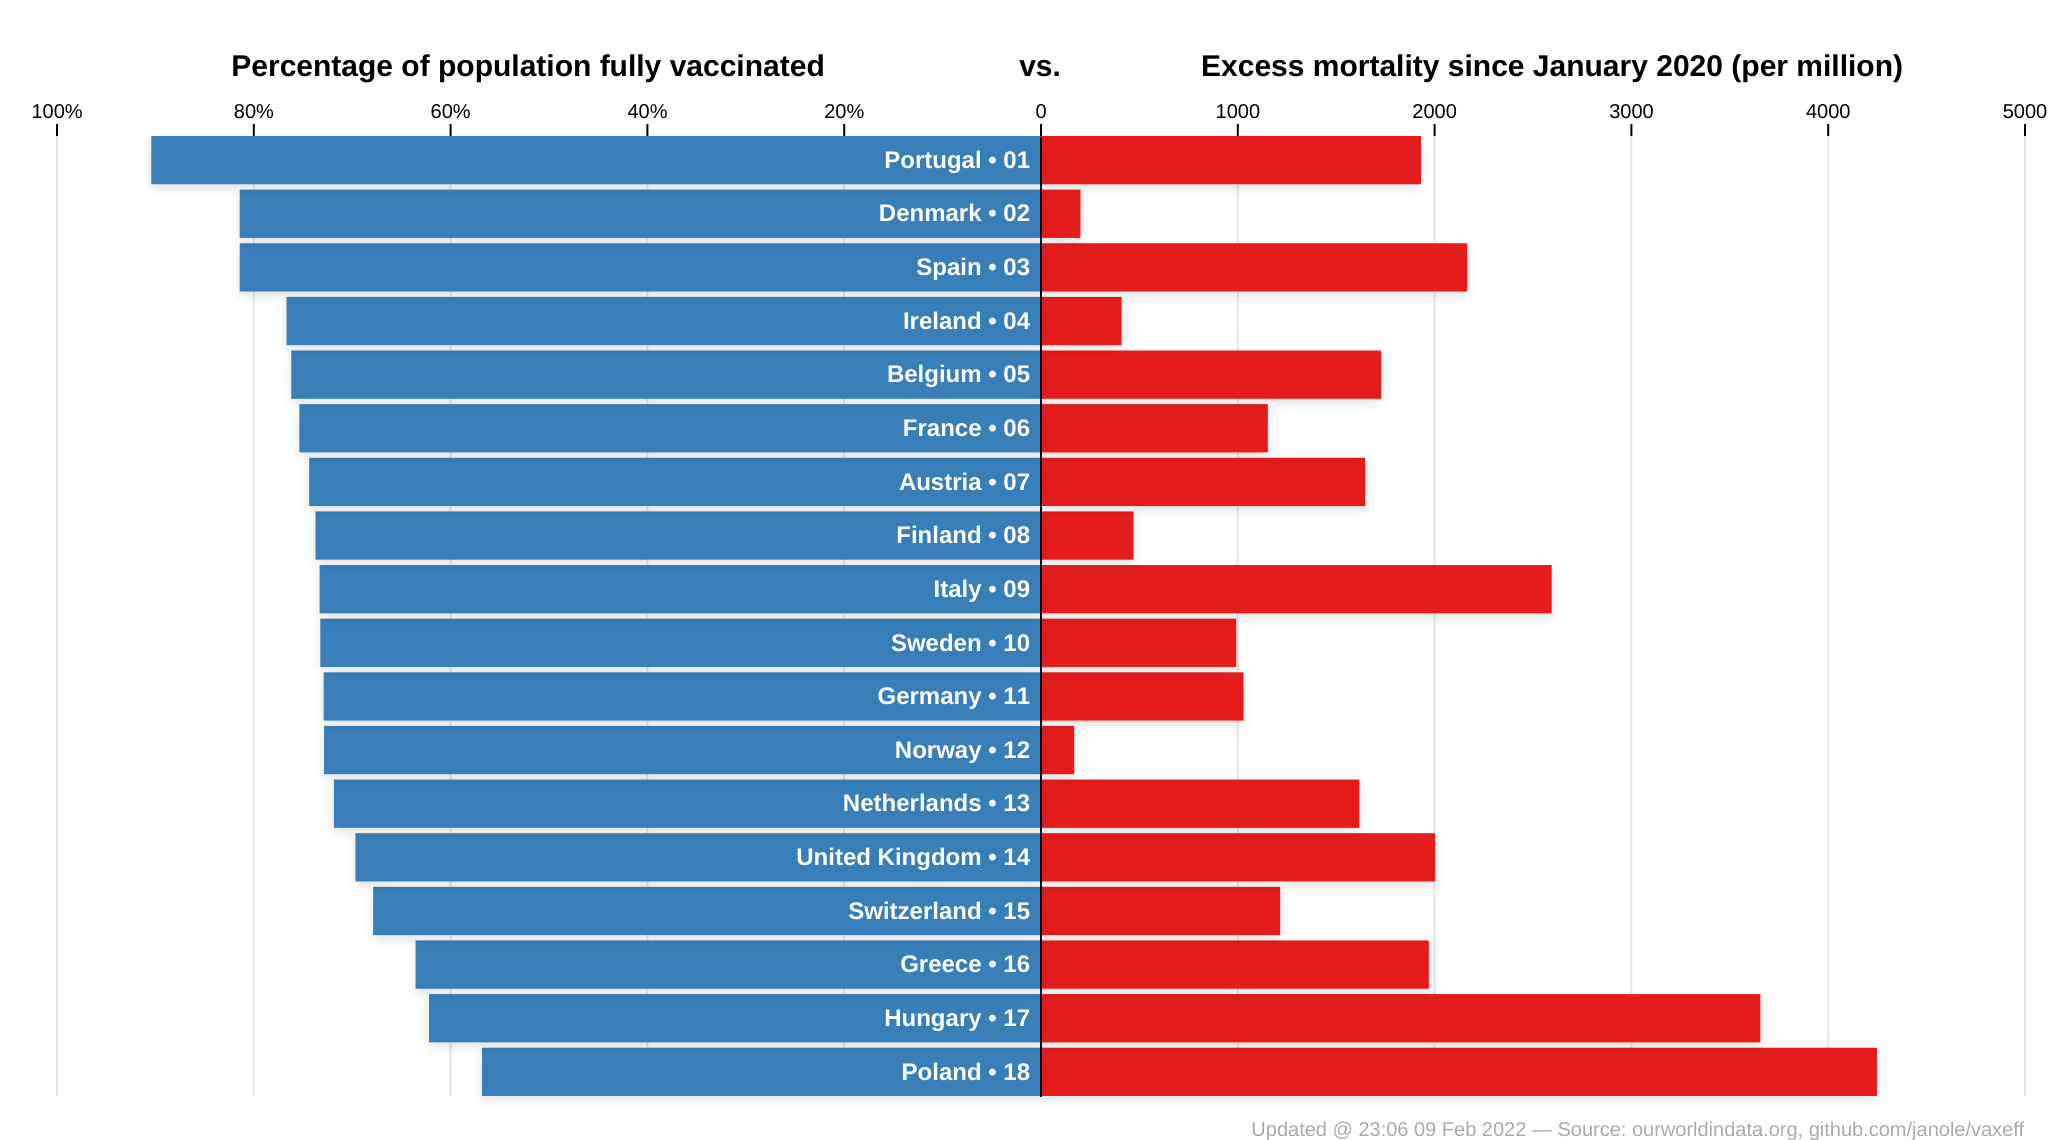 Percentage of population fully vaccinated vs. Excess mortality since January 2020 (per million)
100% 80% 60% 40% 20% 0 1000 2000 3000 4000 5000
Portugal • 01
Denmark • 02
Spain • 03
Ireland • 04
Belgium • 05
France • 06
Austria • 07
Finland • 08
Italy • 09
Sweden • 10
Germany • 11
Norway • 12
Netherlands • 13
United Kingdom • 14
Switzerland • 15
Greece • 16
Hungary • 17
Poland • 18
Updated @ 23:06 09 Feb 2022 — Source: ourworldindata.org, github.com/janole/vaxeff